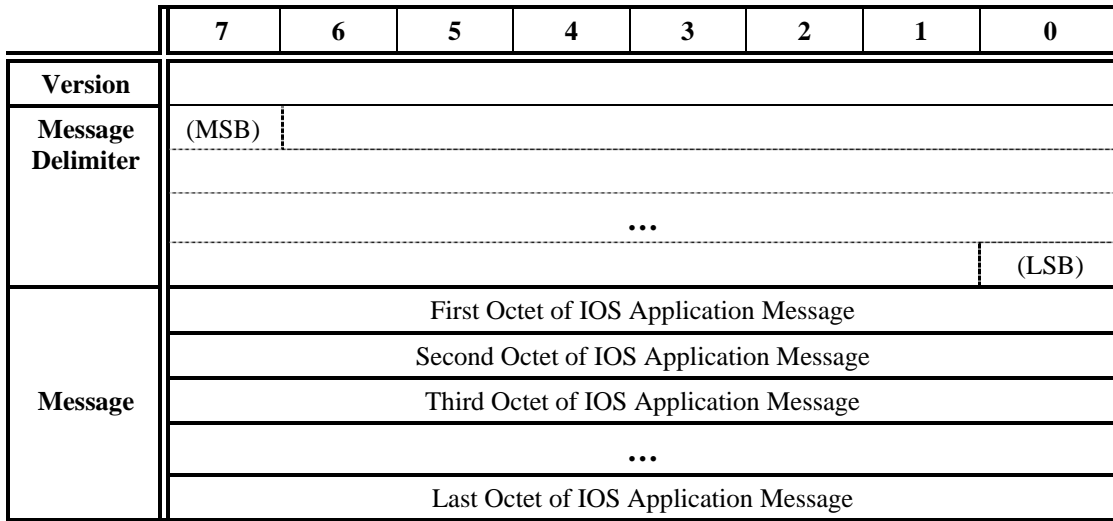 7 6 5 4 3 2 1 0
Version
Message Delimiter (MSB)
...
(LSB)
Message
First Octet of IOS Application Message
Second Octet of IOS Application Message
Third Octet of IOS Application Message
...
Last Octet of IOS Application Message